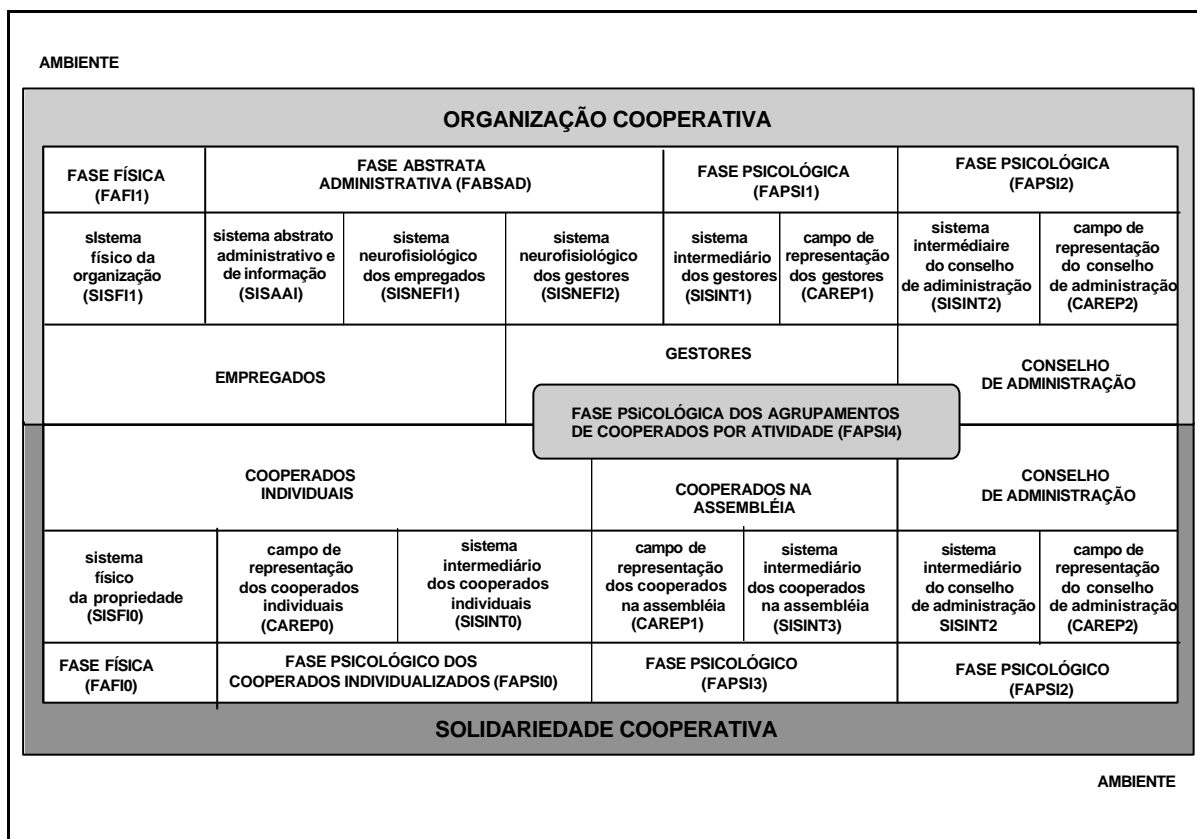 AMBIENTE
ORGANIZAÇÃO COOPERATIVA
FASE FÍSICA
(FAFI1)
FASE ABSTRATA
ADMINISTRATIVA (FABSAD)
FASE PSICOLÓGICA
(FAPSI1)
FASE PSICOLÓGICA
(FAPSI2)
sIstema
físico da
organização
(SISFI1)
sistema abstrato
administrativo e
de informação
(SISAAI)
sistema
neurofisiológico
dos empregados
(SISNEFI1)
sistema
neurofisiológico
dos gestores
(SISNEFI2)
sistema
intermediário
dos gestores
(SISINT1)
campo de
representação
dos gestores
(CAREP1)
sistema
intermédiaire
do conselho
de adiministração
(SISINT2)
campo de
representação
do conselho
de administração
(CAREP2)
EMPREGADOS
GESTORES
CONSELHO
DE ADMINISTRAÇÃO
FASE PSiCOLÓGICA DOS AGRUPAMENTOS
DE COOPERADOS POR ATIVIDADE (FAPSI4)
COOPERADOS
INDIVIDUAIS
COOPERADOS NA
ASSEMBLÉIA
CONSELHO
DE ADMINISTRAÇÃO
sistema
físico
da propriedade
(SISFI0)
campo de
representação
dos cooperados
individuais
(CAREP0)
sistema
intermediário
dos cooperados
individuais
(SISINT0)
campo de
representação
dos cooperados
na assembléia
(CAREP1)
sistema
intermediário
dos cooperados
na assembléia
(SISINT3)
sistema
intermediário
do conselho
de administração
SISINT2
campo de
representação
do conselho
de administração
(CAREP2)
FASE FÍSICA
(FAFI0)
FASE PSICOLÓGICO DOS
COOPERADOS INDIVIDUALIZADOS (FAPSI0)
FASE PSICOLÓGICO
(FAPSI3)
FASE PSICOLÓGICO
(FAPSI2)
SOLIDARIEDADE COOPERATIVA
AMBIENTE